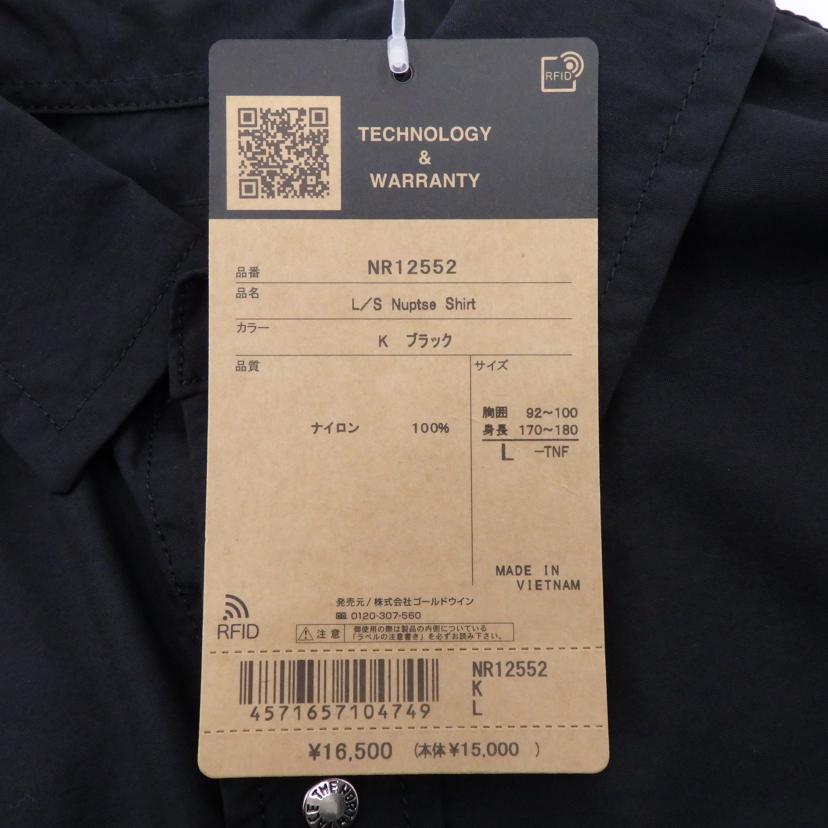 RFID
TECHNOLOGY
&
WARRANTY
品番 NR12552
品名 L/S Nuptse Shirt
カラー K ブラック
品質 サイズ
ナイロン 100%
胸囲 92〜100
身長 170〜180
L -TNF
MADE IN
VIETNAM
発売元/株式会社ゴールドウイン
0120-307-560
RFID
⚠注意 御使用の際は製品の内側についている
「ラベルの注意書き」を必ずお読み下さい。
NR12552
K
L
4571657104749
¥16,500 (本体¥15,000 )
THE NORTH FACE